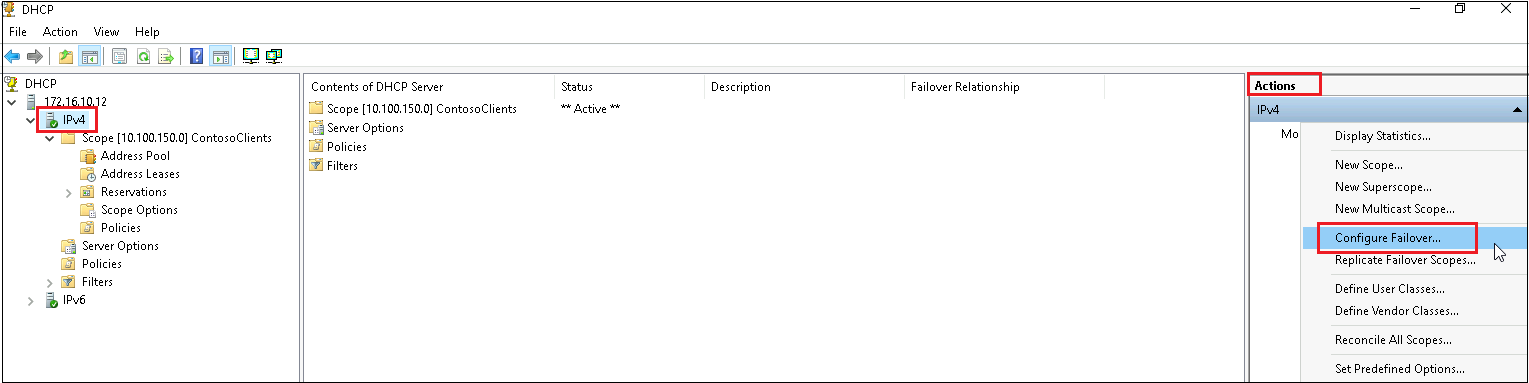 DHCP
File Action View Help
DHCP
172.16.10.12
IPv4
Scope [10.100.150.0] ContosoClients
Address Pool
Address Leases
Reservations
Scope Options
Policies
Server Options
Policies
Filters
IPv6
Contents of DHCP Server Status Description Failover Relationship
Scope [10.100.150.0] ContosoClients ** Active **
Server Options
Policies
Filters
Actions
IPv4
Mo
Display Statistics...
New Scope...
New Superscope...
New Multicast Scope...
Configure Failover...
Replicate Failover Scopes...
Define User Classes...
Define Vendor Classes...
Reconcile All Scopes...
Set Predefined Options...